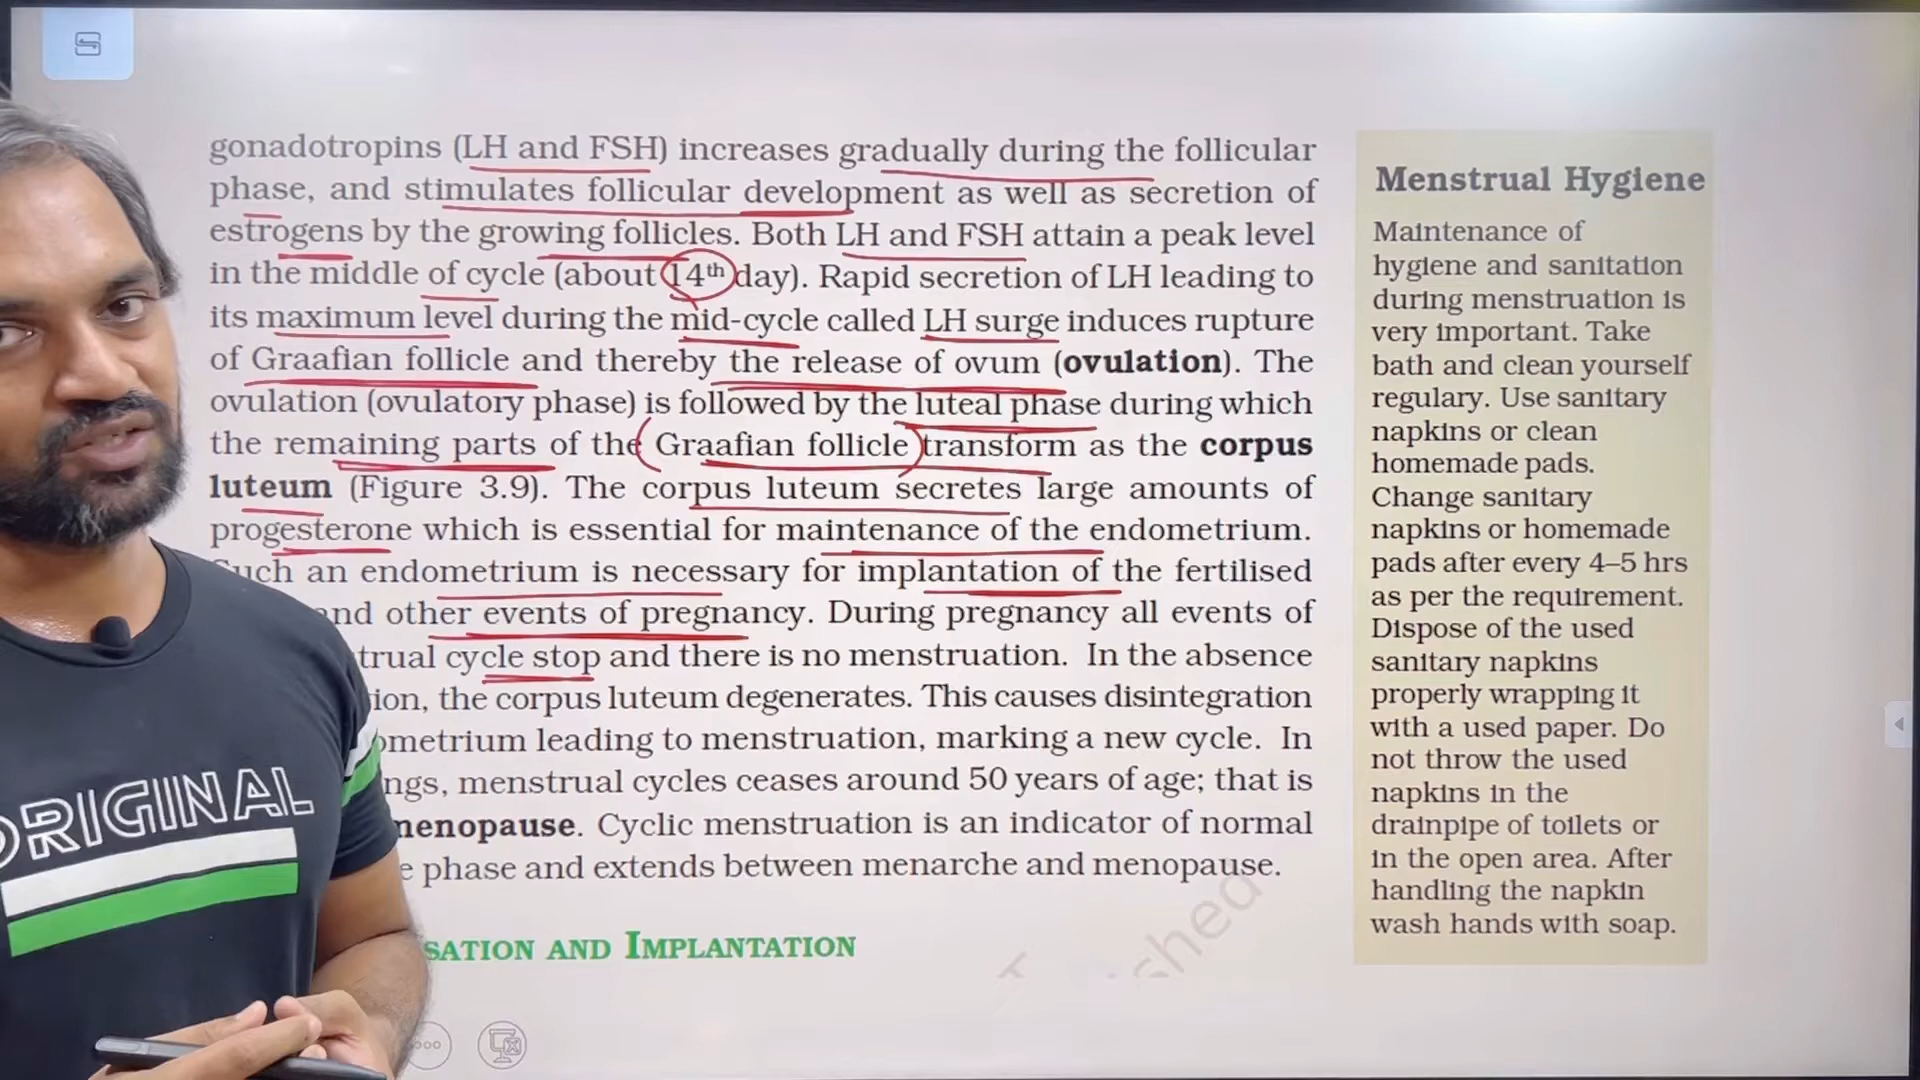 gonadotropins (LH and FSH) increases gradually during the follicular
phase, and stimulates follicular development as well as secretion of
estrogens by the growing follicles. Both LH and FSH attain a peak level
in the middle of cycle (about 14th day). Rapid secretion of LH leading to
its maximum level during the mid-cycle called LH surge induces rupture
of Graafian follicle and thereby the release of ovum (ovulation). The
ovulation (ovulatory phase) is followed by the luteal phase during which
the remaining parts of the Graafian follicle transform as the corpus
luteum (Figure 3.9). The corpus luteum secretes large amounts of
progesterone which is essential for maintenance of the endometrium.
Such an endometrium is necessary for implantation of the fertilised
nd other events of pregnancy. During pregnancy all events of
trual cycle stop and there is no menstruation. In the absence
ion, the corpus luteum degenerates. This causes disintegration
ometrium leading to menstruation, marking a new cycle. In
ngs, menstrual cycles ceases around 50 years of age; that is
menopause. Cyclic menstruation is an indicator of normal
e phase and extends between menarche and menopause.
SATION AND IMPLANTATION
shed
Menstrual Hygiene
Maintenance of
hygiene and sanitation
during menstruation is
very important. Take
bath and clean yourself
regulary. Use sanitary
napkins or clean
homemade pads.
Change sanitary
napkins or homemade
pads after every 4–5 hrs
as per the requirement.
Dispose of the used
sanitary napkins
properly wrapping it
with a used paper. Do
not throw the used
napkins in the
drainpipe of toilets or
in the open area. After
handling the napkin
wash hands with soap.
ORIGINAL